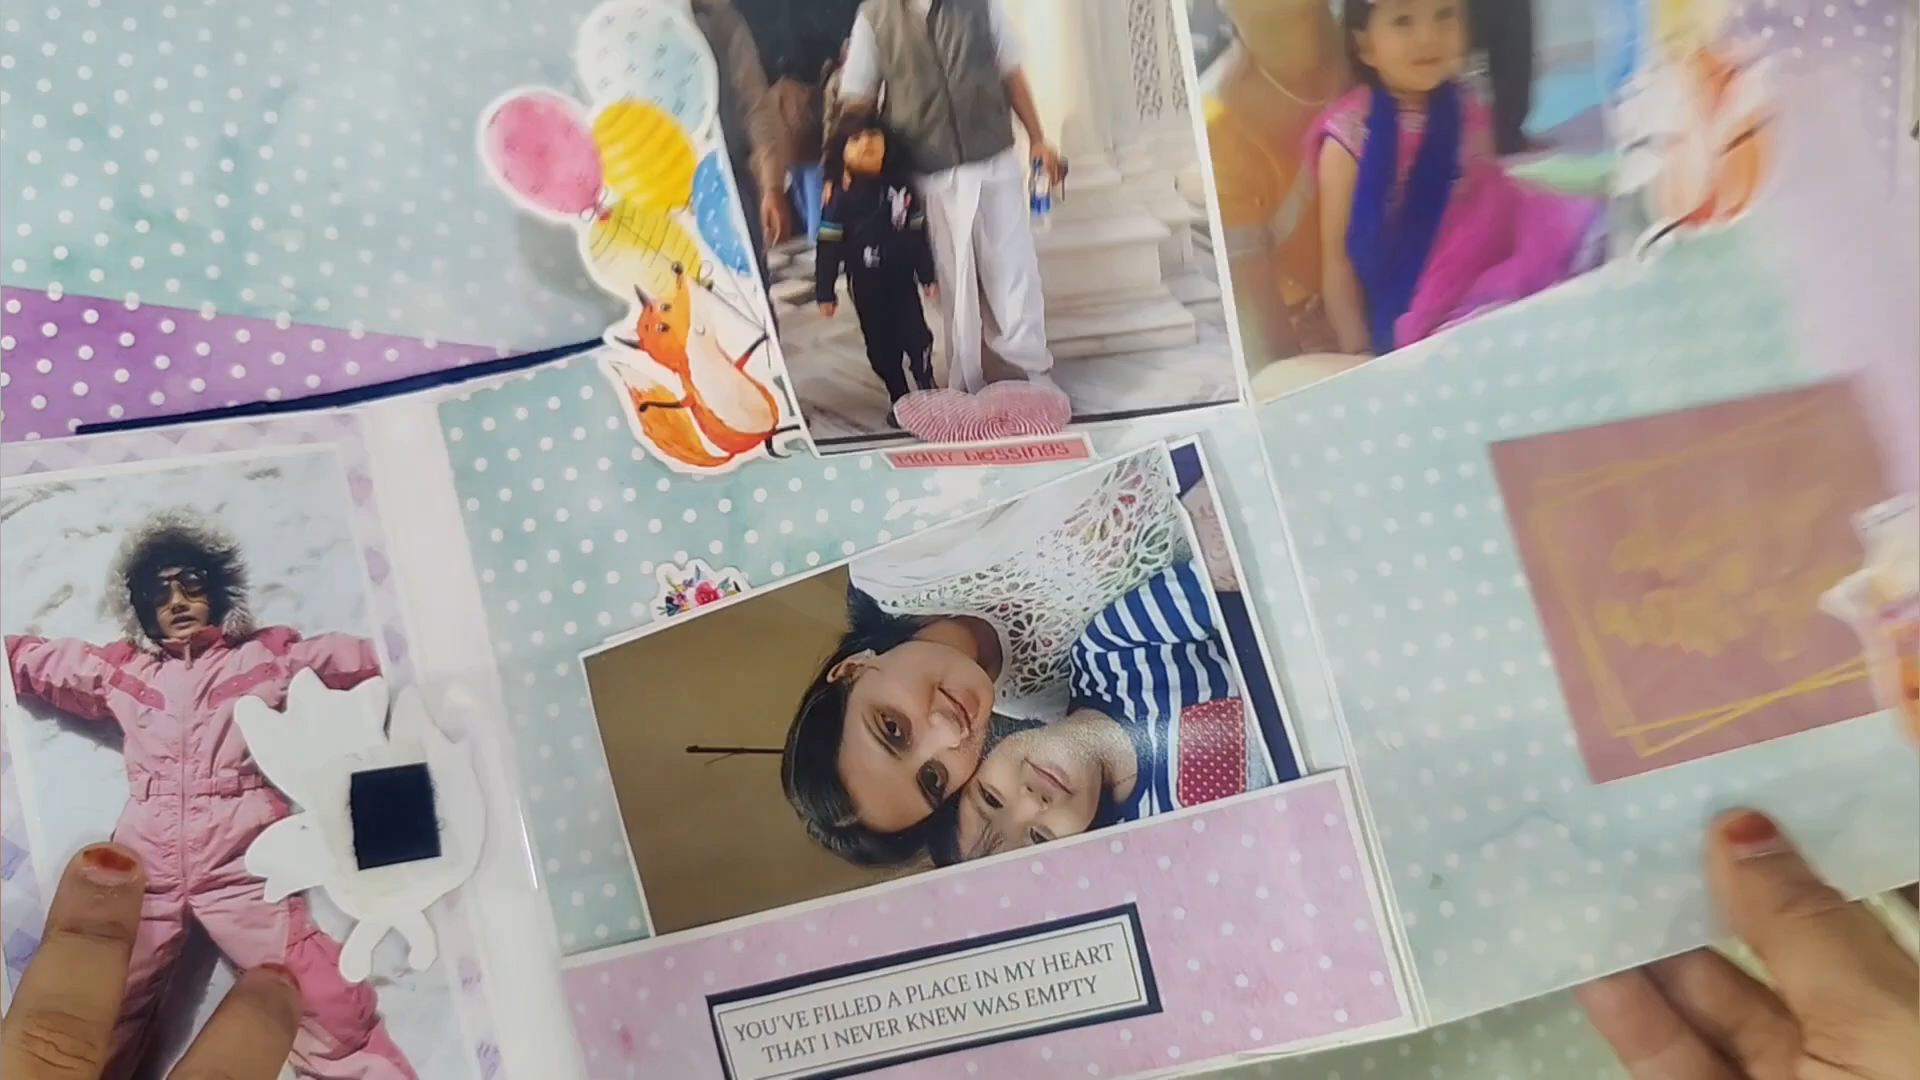 Many blessings
YOU'VE FILLED A PLACE IN MY HEART
THAT I NEVER KNEW WAS EMPTY